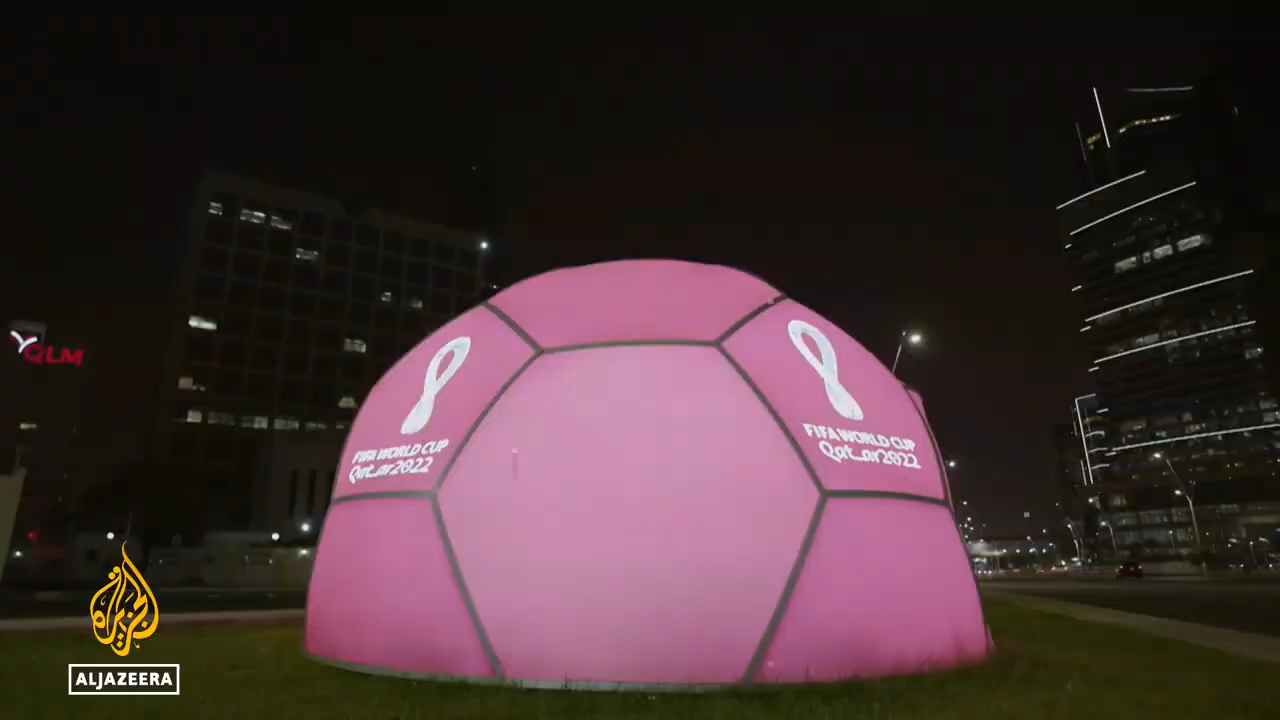 QLM
FIFA WORLD CUP
Qatar2022
FIFA WORLD CUP
Qatar2022
الجزيرة
ALJAZEERA